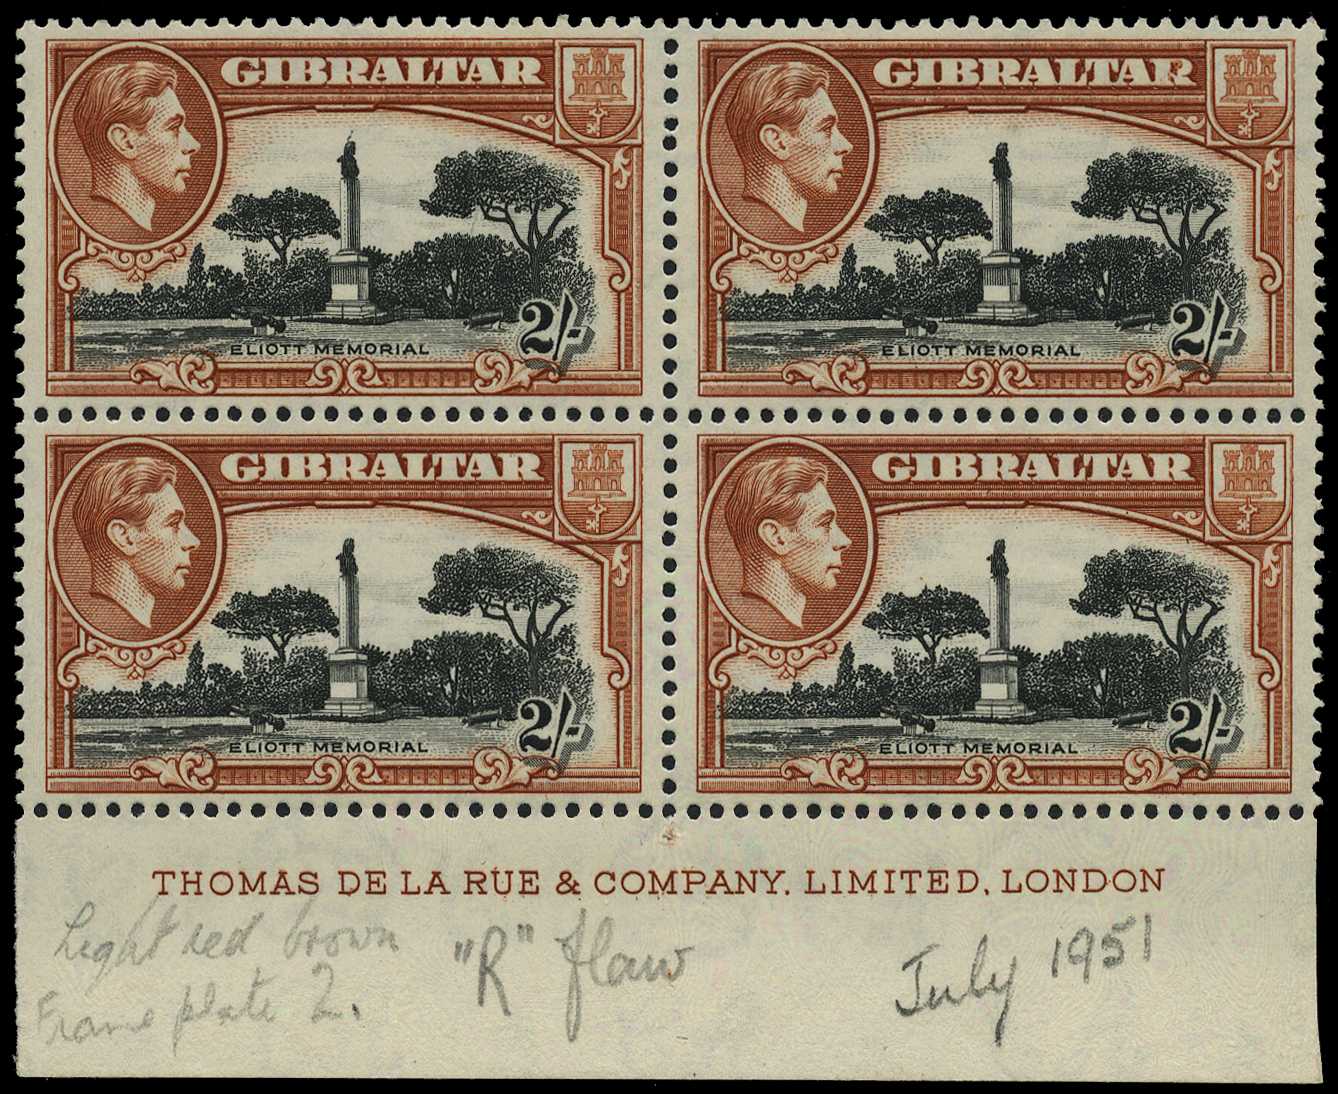 GIBRALTAR GIBRALTAR
ELIOTT MEMORIAL 2/- ELIOTT MEMORIAL 2/-
GIBRALTAR GIBRALTAR
ELIOTT MEMORIAL 2/- ELIOTT MEMORIAL 2/-
THOMAS DE LA RUE & COMPANY, LIMITED, LONDON
Light red brown "R" flaw July 1951
Frame plate 2.